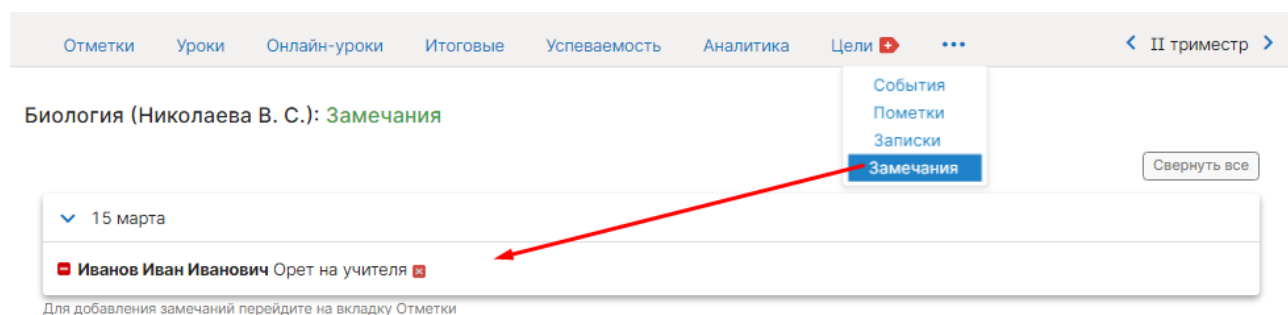 Отметки Уроки Онлайн-уроки Итоговые Успеваемость Аналитика Цели ••• II триместр
События
Пометки
Записки
Замечания
Биология (Николаева В. С.): Замечания
Свернуть все
15 марта
Иванов Иван Иванович Орет на учителя
Для добавления замечаний перейдите на вкладку Отметки